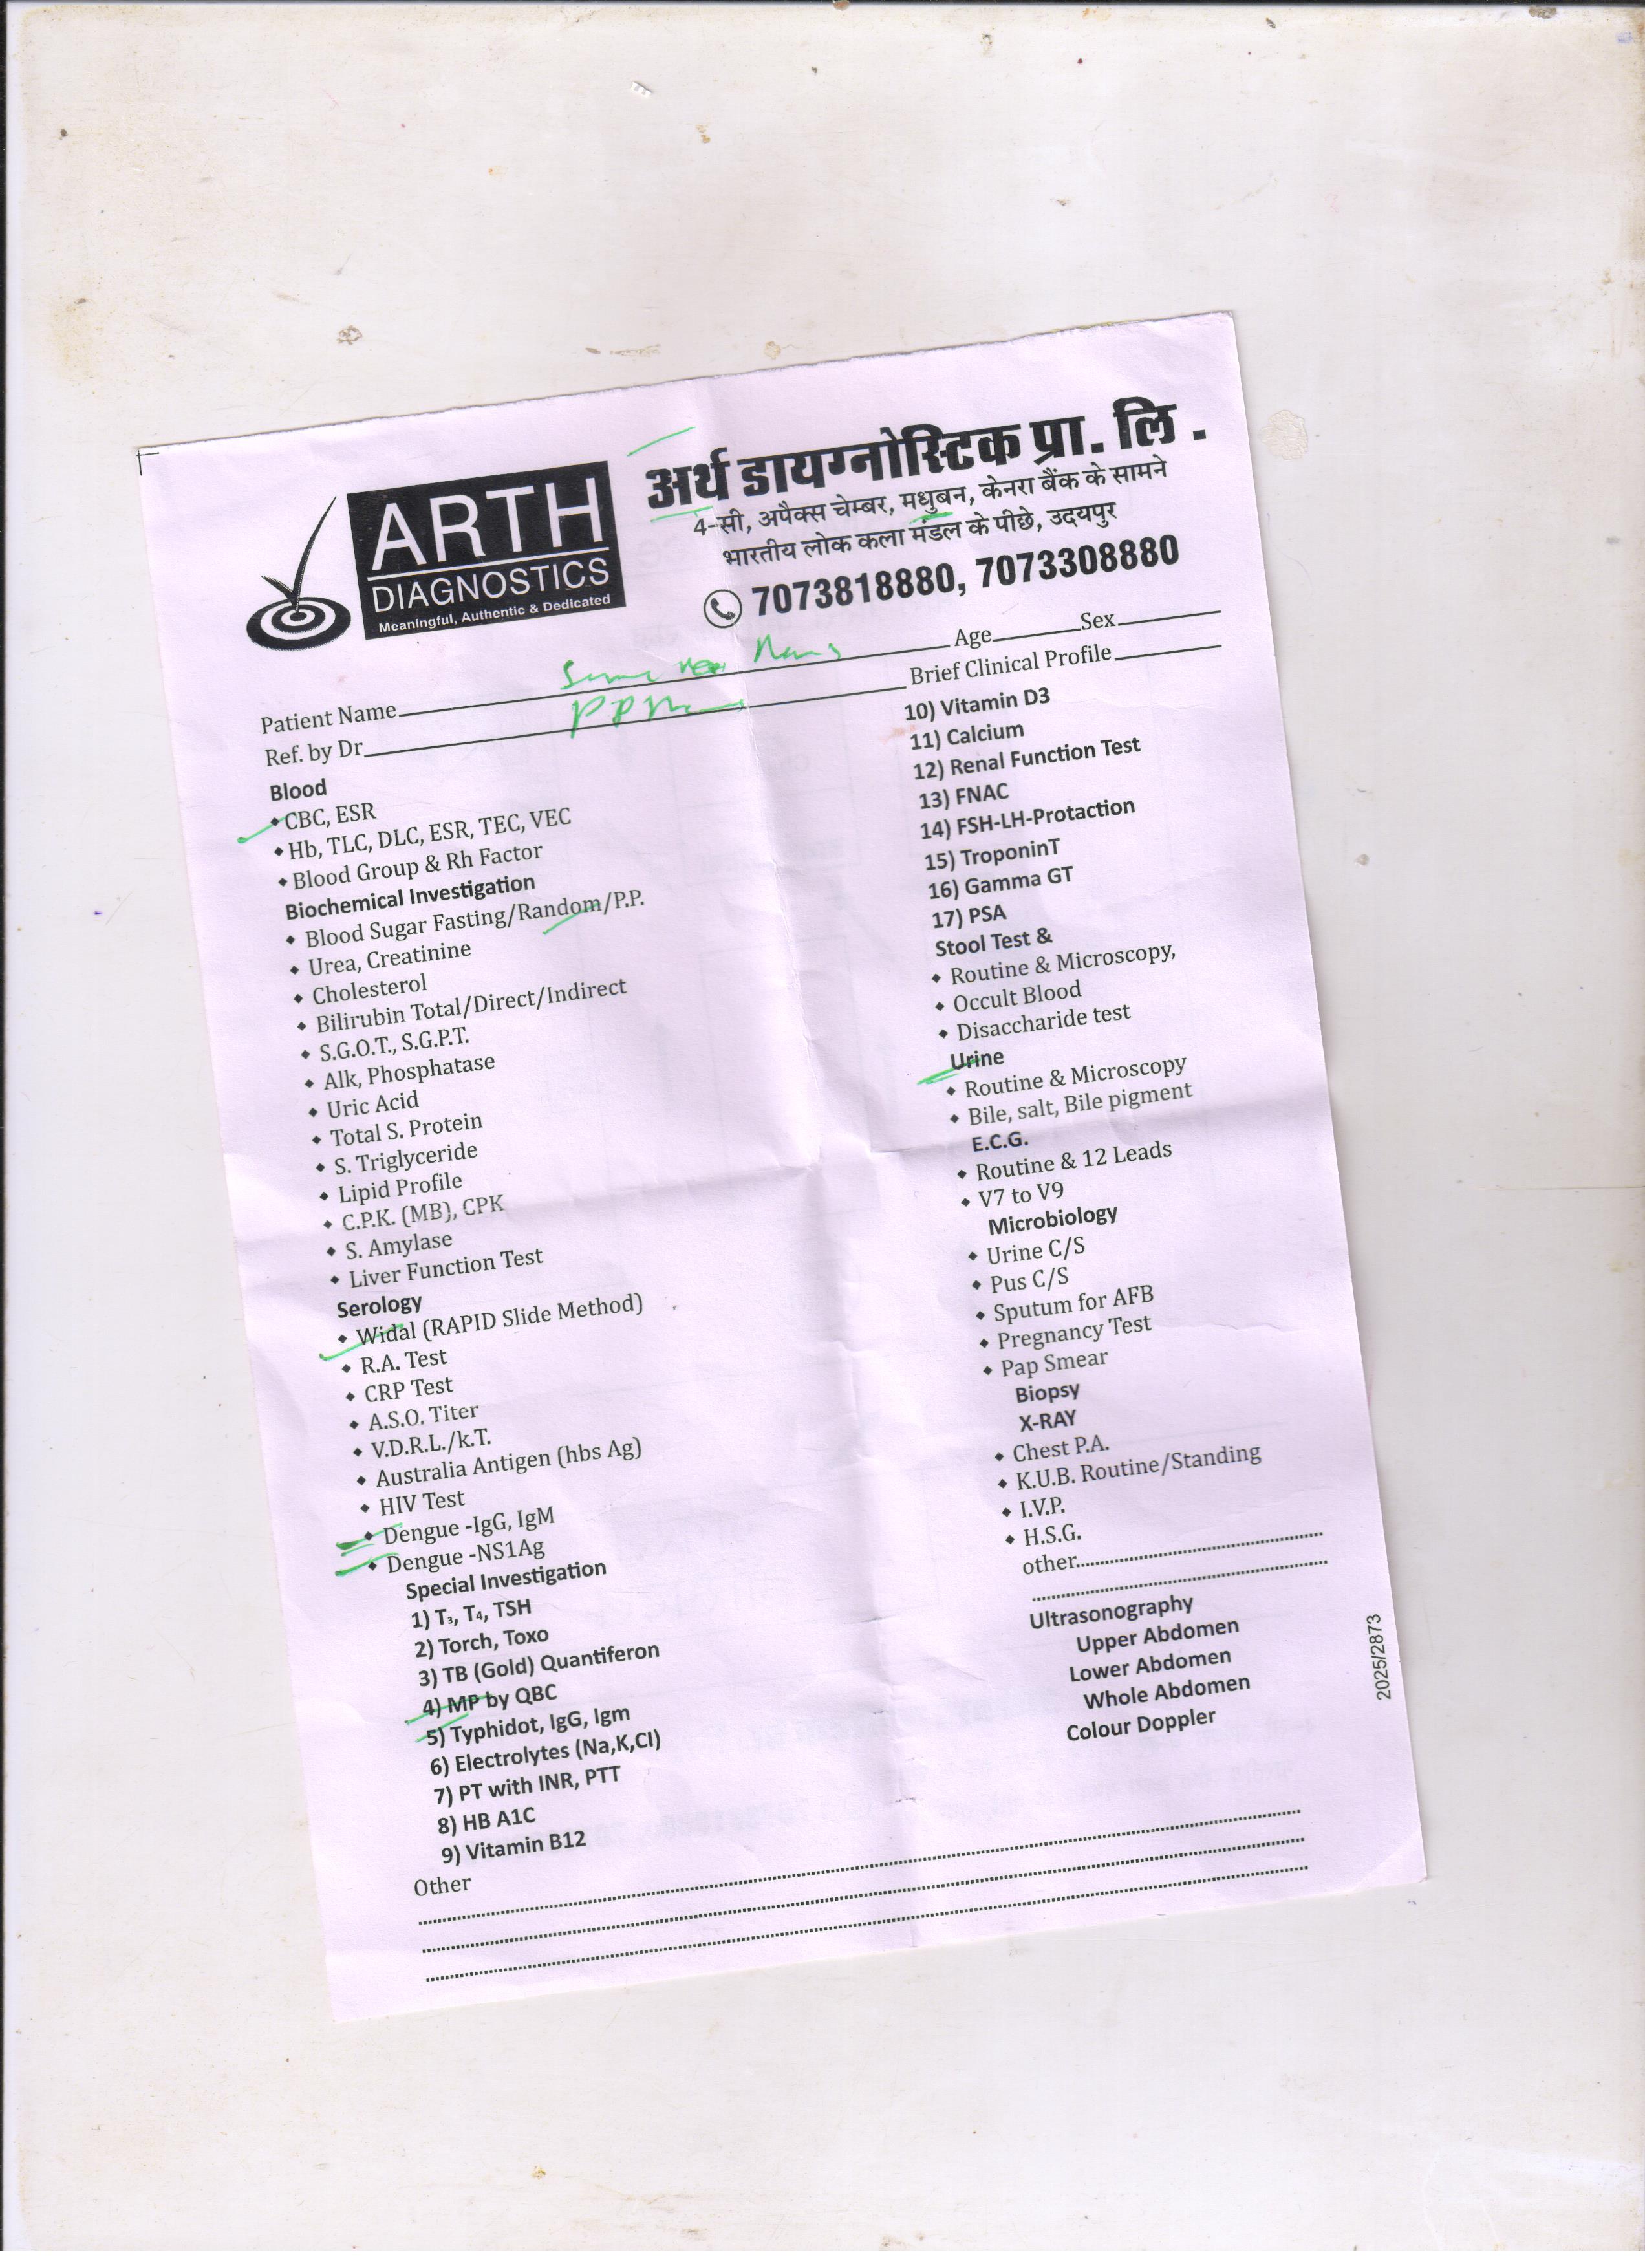 ARTH
DIAGNOSTICS
Meaningful, Authentic & Dedicated
अर्थ डायग्नोस्टिक प्रा. लि .
4-सी, अपैक्स चेम्बर, मधुबन, केनरा बैंक के सामने
भारतीय लोक कला मंडल के पीछे, उदयपुर
7073818880, 7073308880
Patient Name Age Sex
Ref. by Dr Brief Clinical Profile
Blood
CBC, ESR
Hb, TLC, DLC, ESR, TEC, VEC
Blood Group & Rh Factor
Biochemical Investigation
Blood Sugar Fasting/Random/P.P.
Urea, Creatinine
Cholesterol
Bilirubin Total/Direct/Indirect
S.G.O.T., S.G.P.T.
Alk, Phosphatase
Uric Acid
Total S. Protein
S. Triglyceride
Lipid Profile
C.P.K. (MB), CPK
S. Amylase
Liver Function Test
Serology
Widal (RAPID Slide Method)
R.A. Test
CRP Test
A.S.O. Titer
V.D.R.L./k.T.
Australia Antigen (hbs Ag)
HIV Test
Dengue -IgG, IgM
Dengue -NS1Ag
Special Investigation
1) T₃, T₄, TSH
2) Torch, Toxo
3) TB (Gold) Quantiferon
4) MP by QBC
5) Typhidot, IgG, Igm
6) Electrolytes (Na,K,Cl)
7) PT with INR, PTT
8) HB A1C
9) Vitamin B12
Other
10) Vitamin D3
11) Calcium
12) Renal Function Test
13) FNAC
14) FSH-LH-Protaction
15) TroponinT
16) Gamma GT
17) PSA
Stool Test &
Routine & Microscopy,
Occult Blood
Disaccharide test
Urine
Routine & Microscopy
Bile, salt, Bile pigment
E.C.G.
Routine & 12 Leads
V7 to V9
Microbiology
Urine C/S
Pus C/S
Sputum for AFB
Pregnancy Test
Pap Smear
Biopsy
X-RAY
Chest P.A.
K.U.B. Routine/Standing
I.V.P.
H.S.G.
other
Ultrasonography
Upper Abdomen
Lower Abdomen
Whole Abdomen
Colour Doppler
2025/2873